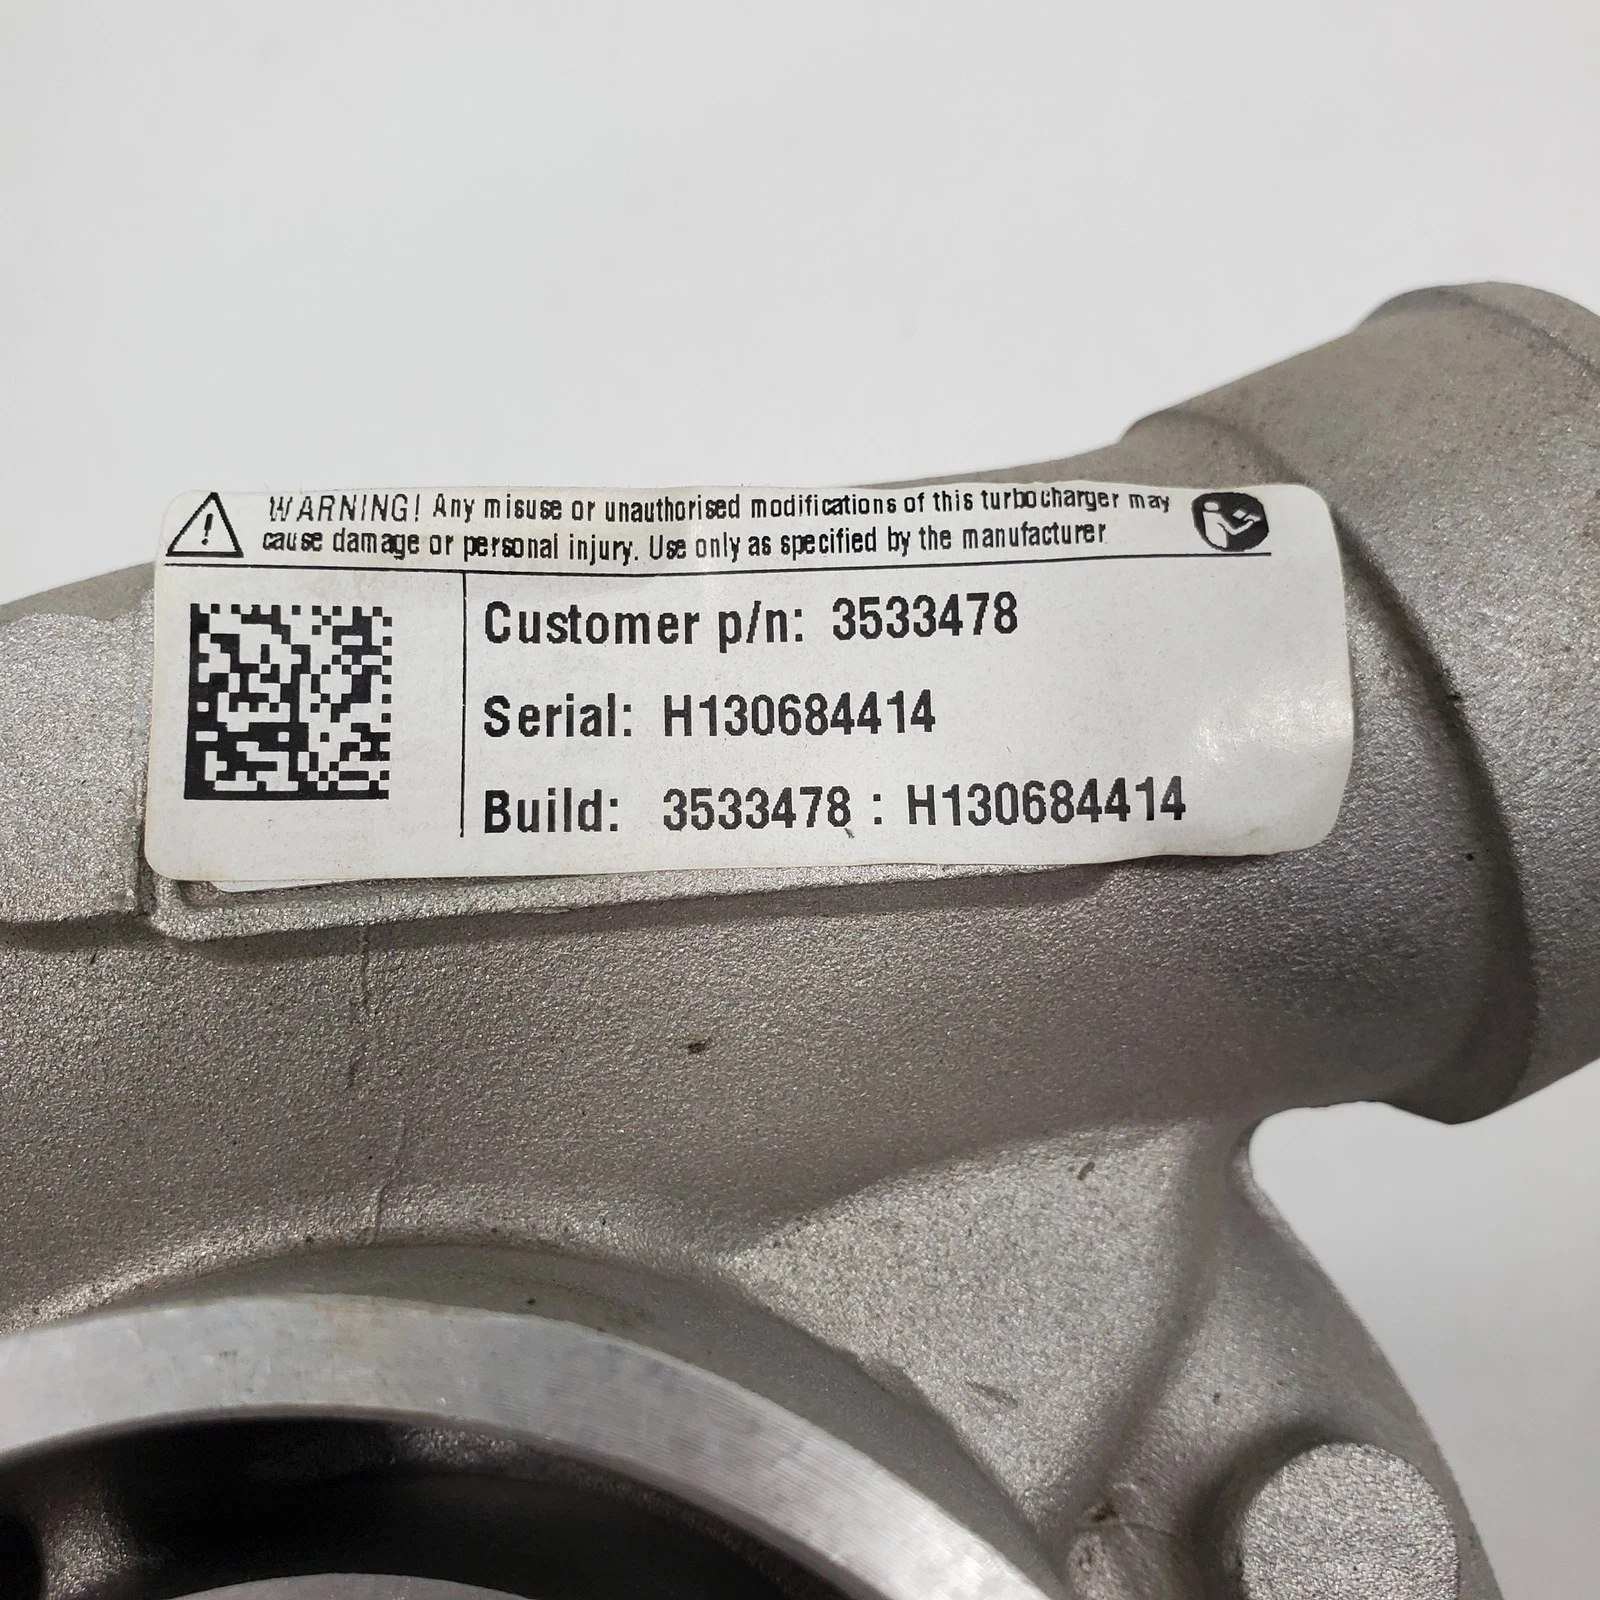 WARNING! Any misuse or unauthorised modifications of this turbocharger may
cause damage or personal injury. Use only as specified by the manufacturer
Customer p/n: 3533478
Serial: H130684414
Build: 3533478 : H130684414